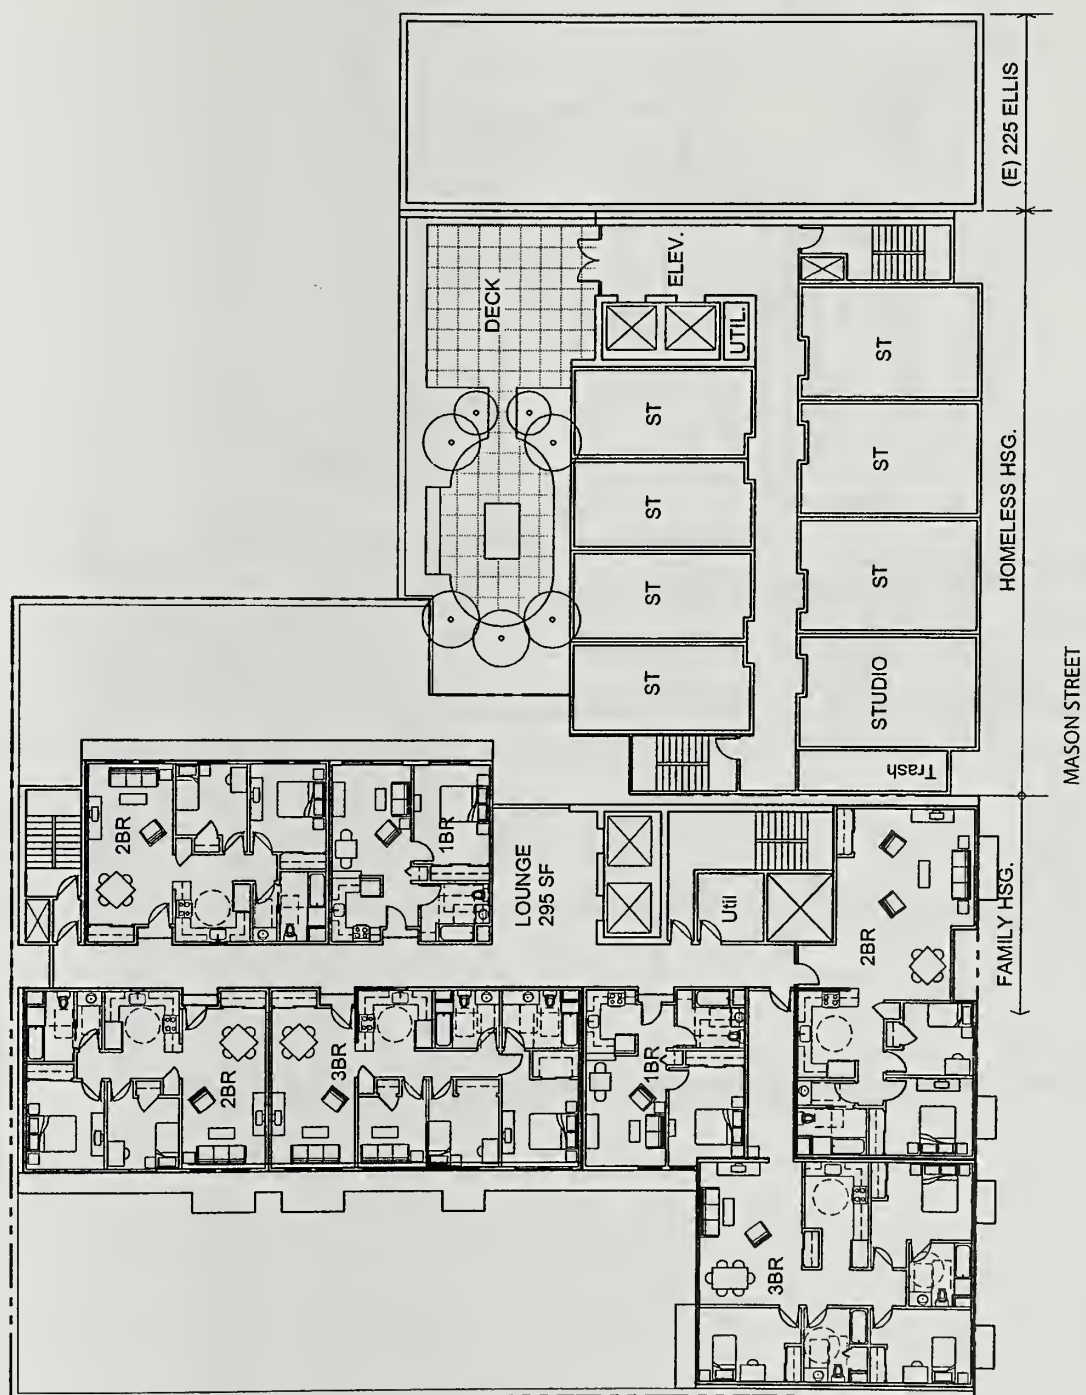 (E) 225 ELLIS
DECK
ELEV.
UTIL.
ST
ST
ST
ST
ST
ST
ST
STUDIO
Trash
HOMELESS HSG.
MASON STREET
2BR
1BR
LOUNGE
295 SF
Util
2BR
FAMILY HSG.
2BR
3BR
1BR
3BR